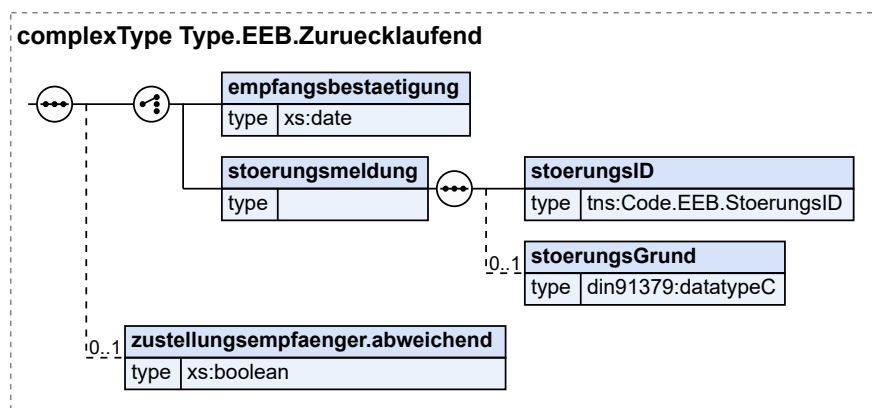 complexType Type.EEB.Zuruecklaufend
empfangsbestaetigung
type xs:date
stoerungsmeldung
type
stoerungsID
type tns:Code.EEB.StoerungsID
0..1
stoerungsGrund
type din91379:datatypeC
0..1
zustellungsempfaenger.abweichend
type xs:boolean